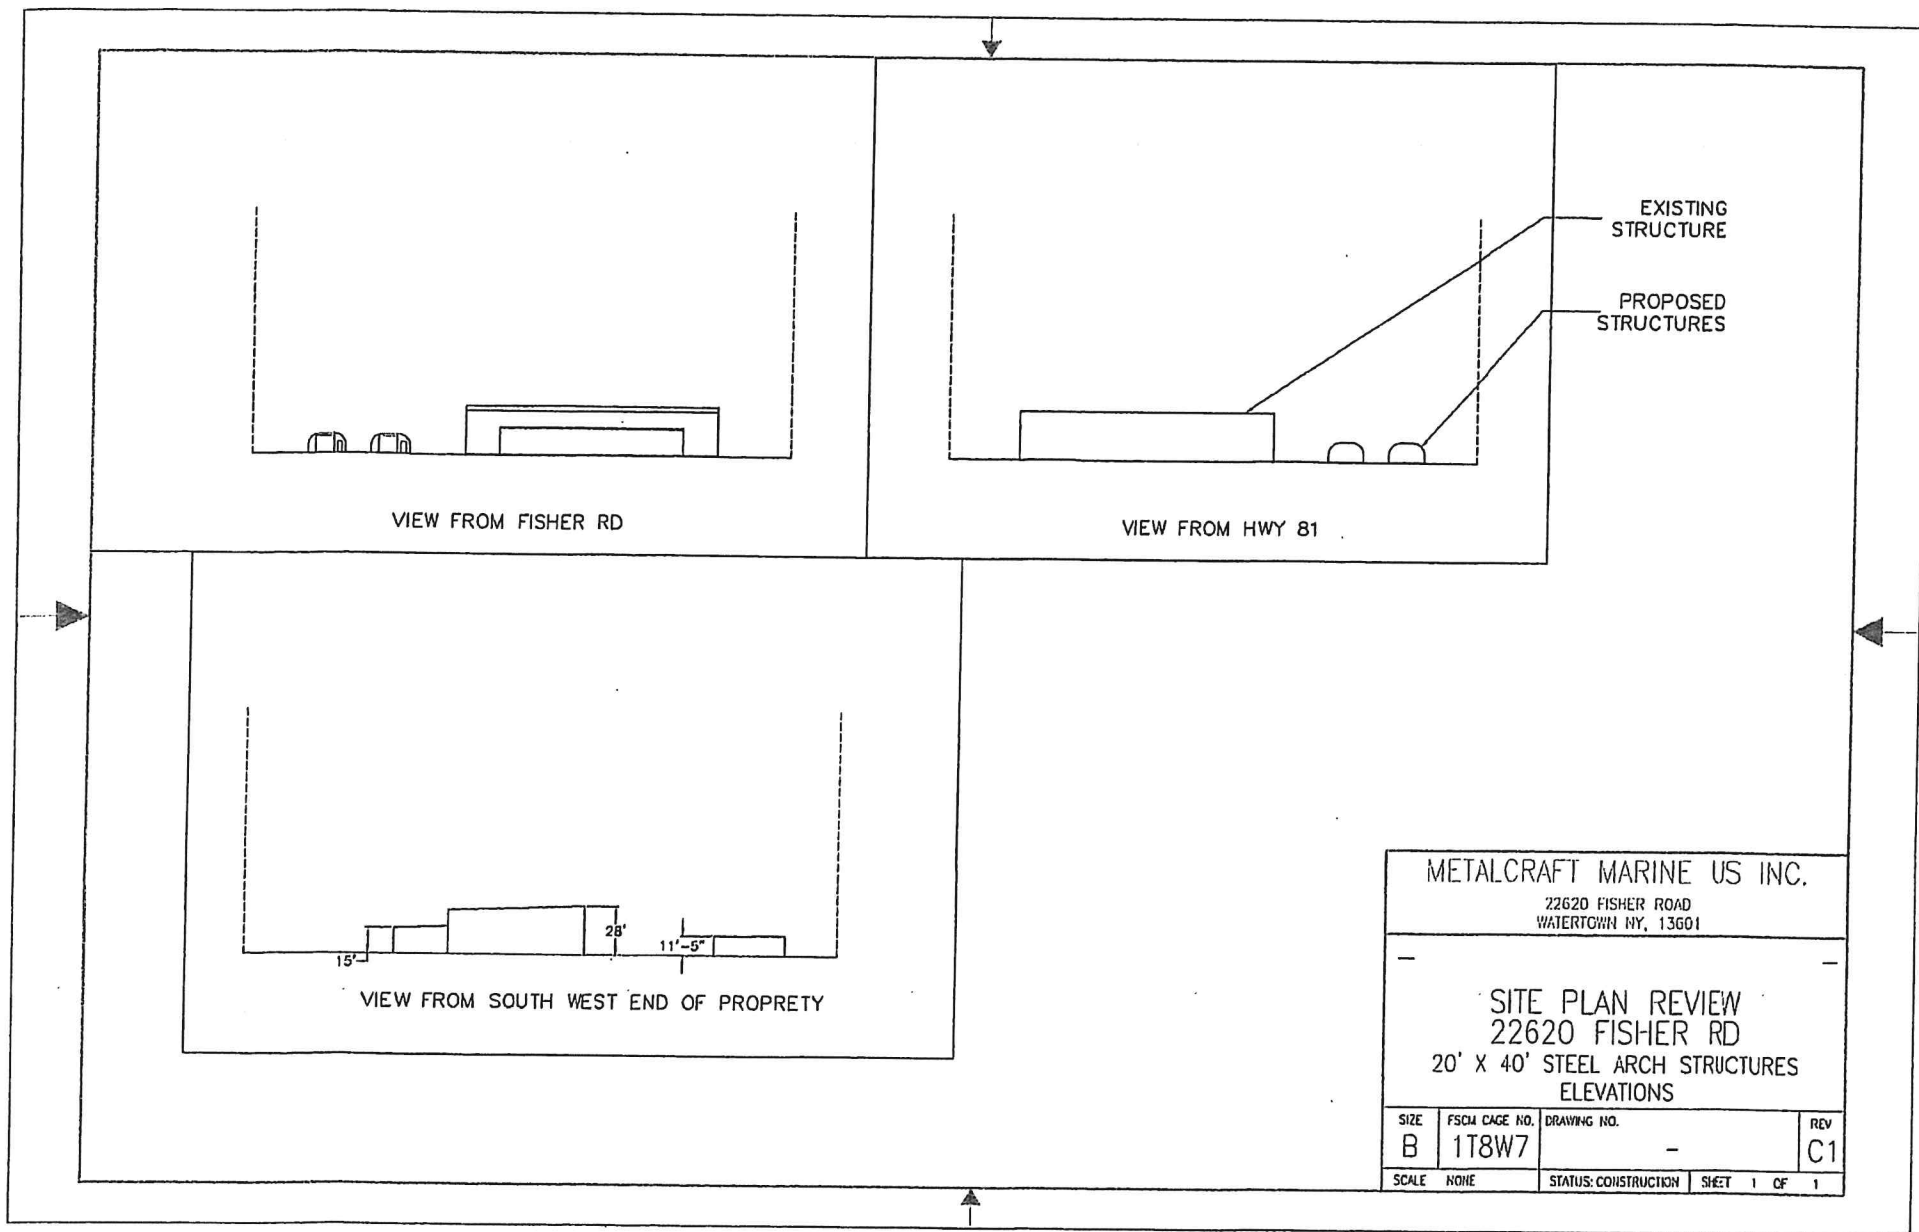 EXISTING
STRUCTURE
PROPOSED
STRUCTURES
VIEW FROM FISHER RD
VIEW FROM HWY 81
15'
28'
11'-5"
VIEW FROM SOUTH WEST END OF PROPRETY
METALCRAFT MARINE US INC.
22620 FISHER ROAD
WATERTOWN NY, 13601
SITE PLAN REVIEW
22620 FISHER RD
20' X 40' STEEL ARCH STRUCTURES
ELEVATIONS
SIZE
B
FSCM CAGE NO.
1T8W7
DRAWING NO.
-
REV
C1
SCALE NONE
STATUS: CONSTRUCTION
SHEET 1 OF 1